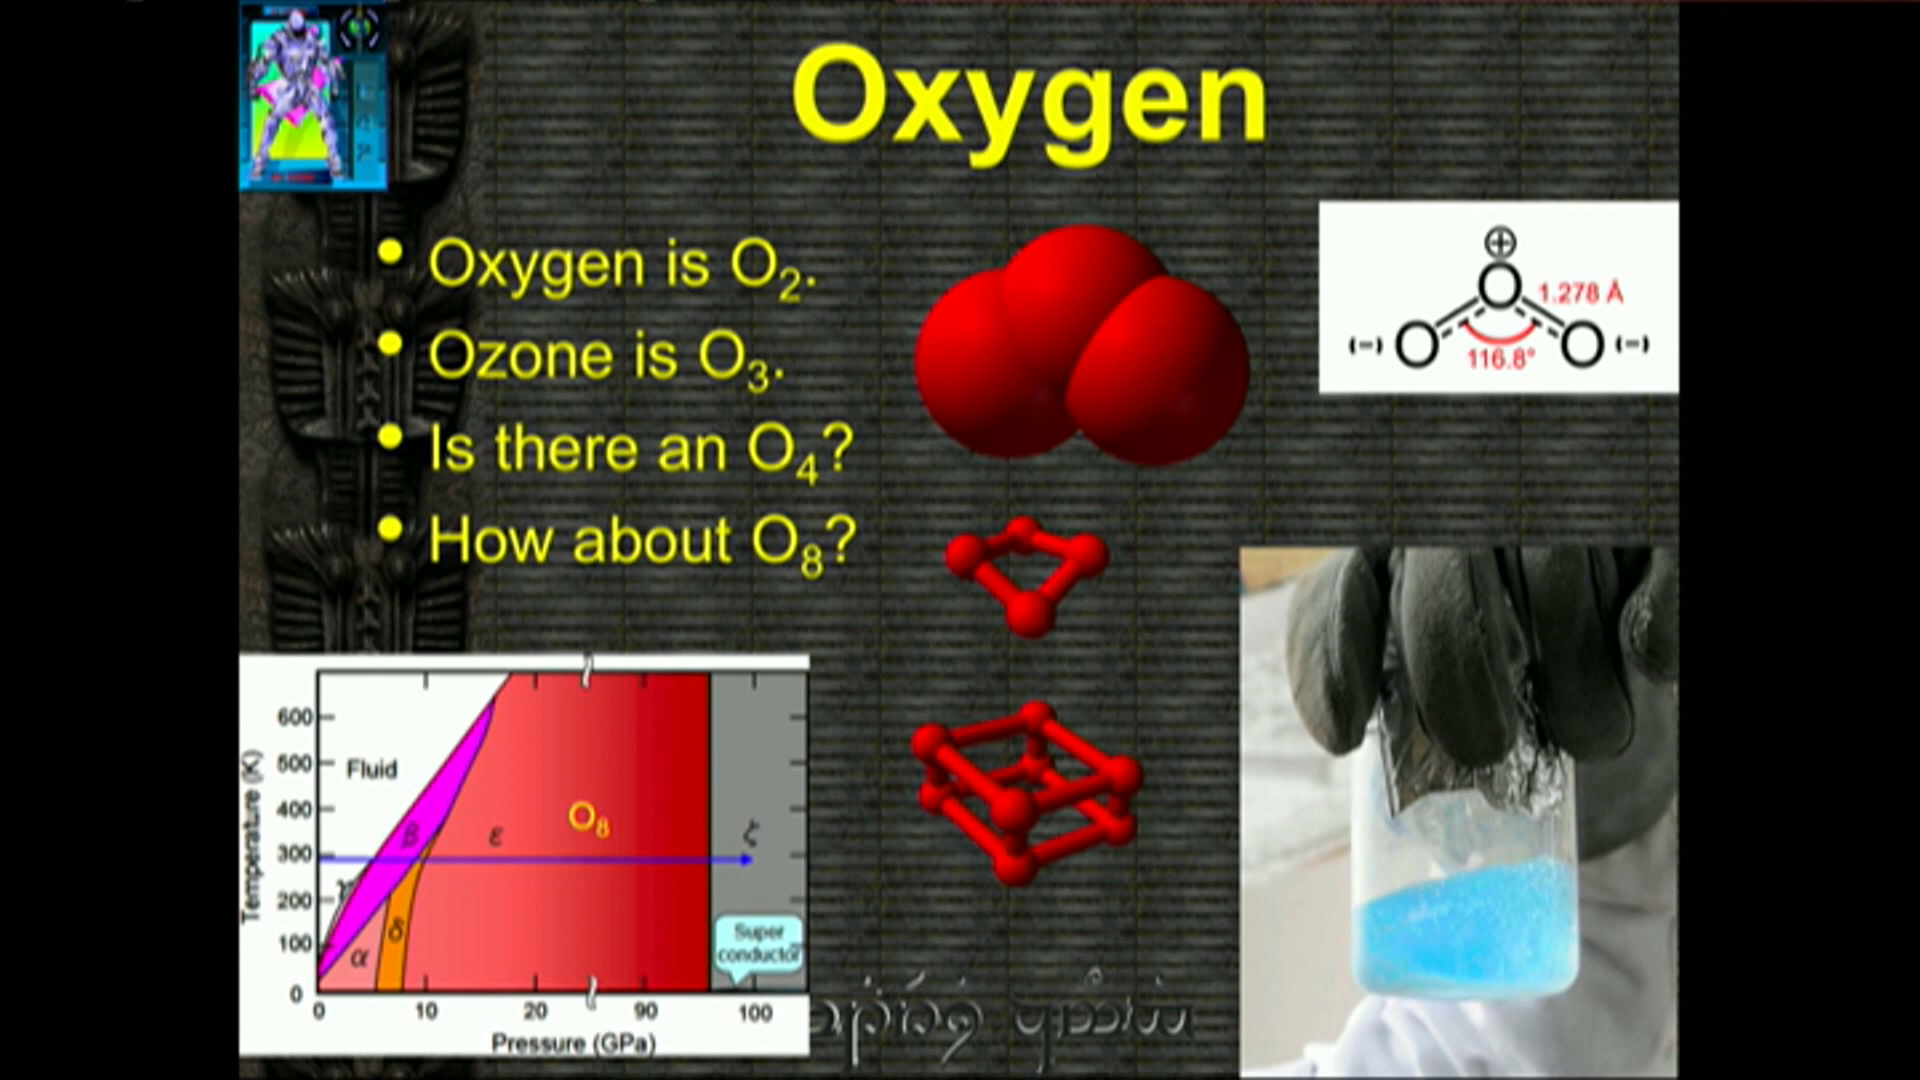 Oxygen
• Oxygen is O₂.
• Ozone is O₃.
• Is there an O₄?
• How about O₈?
⊕
O
1.278 Å
(-) O O (-)
116.8°
Temperature (K)
600
500
400
300
200
100
0
Fluid
β
ε
O₈
ζ
γ
δ
α
Super
conductor
0 10 20 90 100
Pressure (GPa)